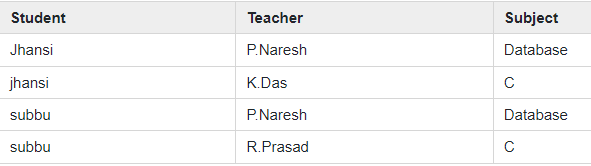 Student Teacher Subject
Jhansi P.Naresh Database
jhansi K.Das C
subbu P.Naresh Database
subbu R.Prasad C